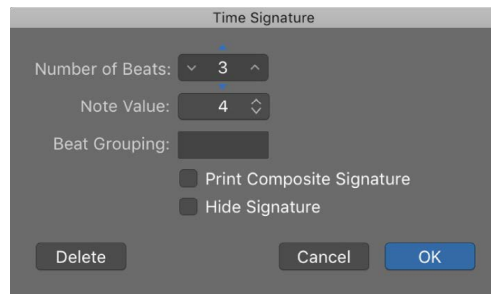 Time Signature
Number of Beats: 3
Note Value: 4
Beat Grouping:
Print Composite Signature
Hide Signature
Delete Cancel OK